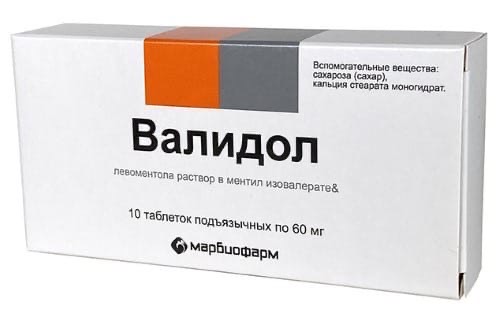 Вспомогательные вещества:
сахароза (сахар),
кальция стеарата моногидрат.
Валидол
левоментола раствор в ментил изовалерате&
10 таблеток подъязычных по 60 мг
марбиофарм